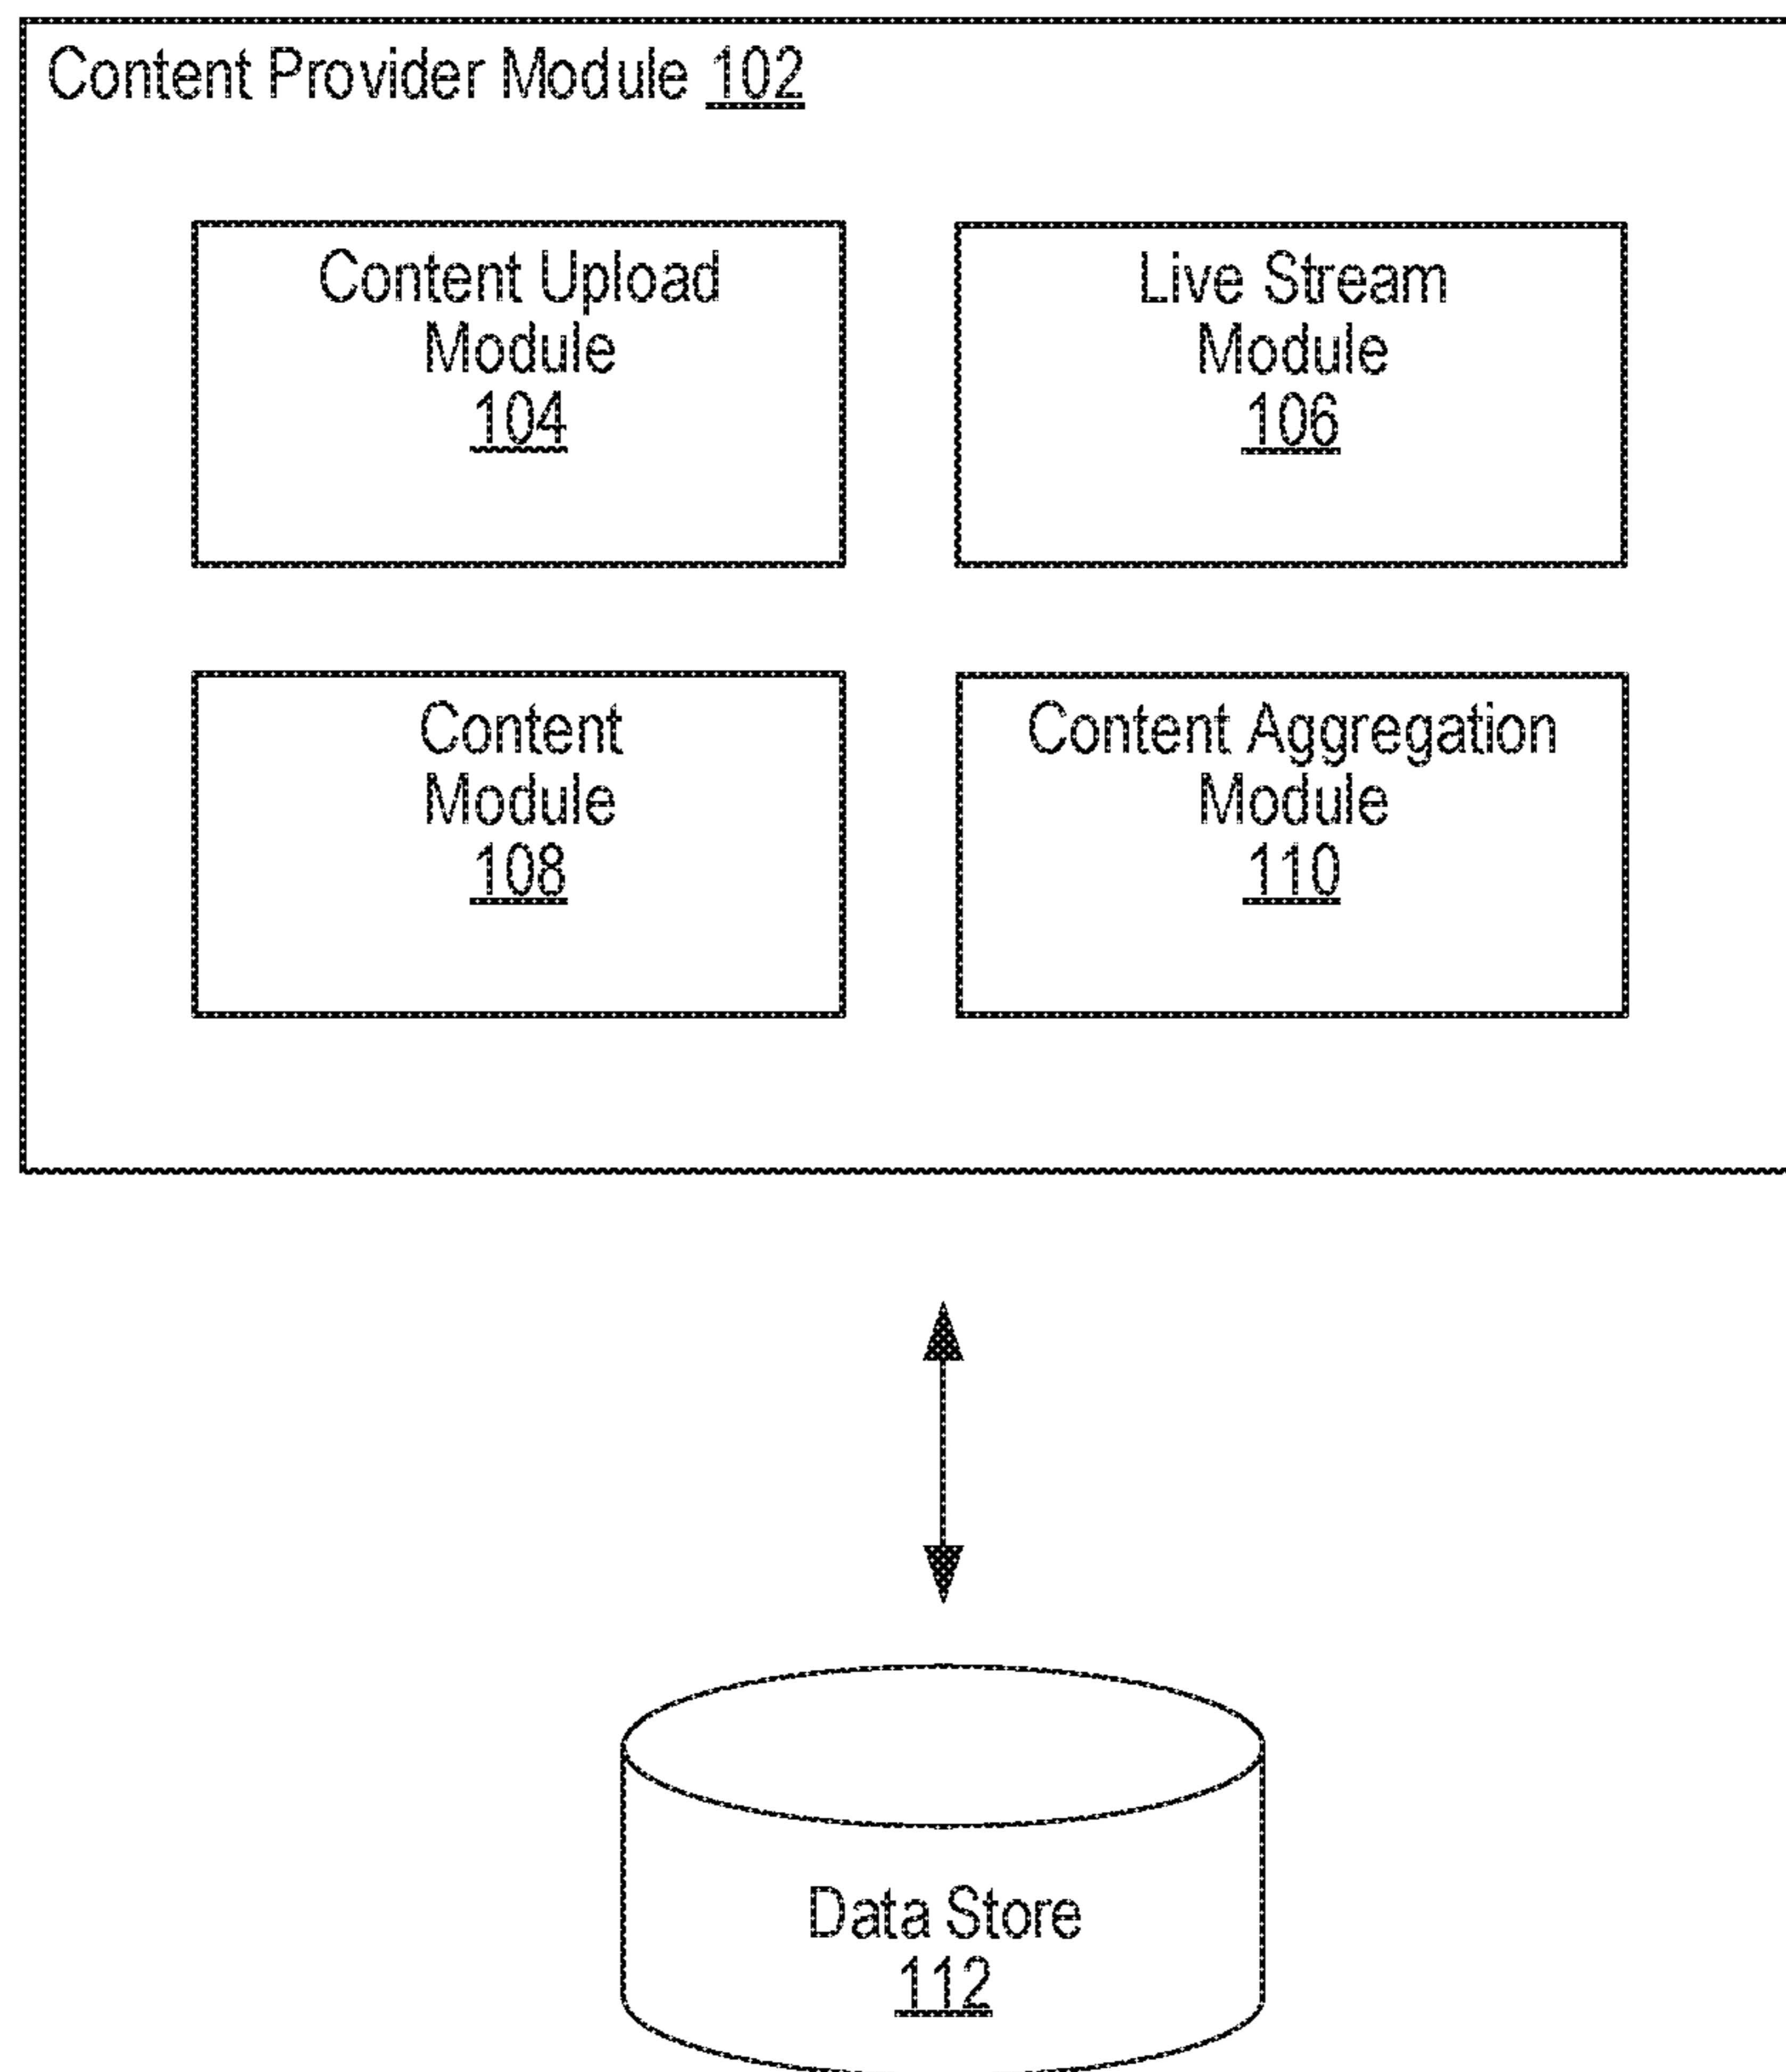 Content Provider Module 102
Content Upload
Module
104
Live Stream
Module
106
Content
Module
108
Content Aggregation
Module
110
Data Store
112